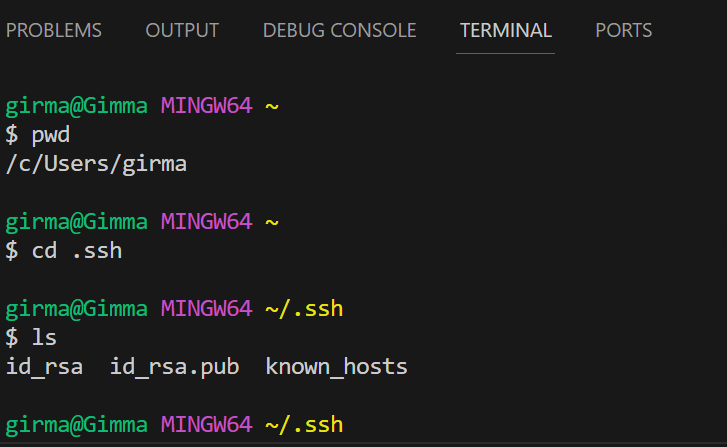 PROBLEMS OUTPUT DEBUG CONSOLE TERMINAL PORTS
girma@Gimma MINGW64 ~
$ pwd
/c/Users/girma
girma@Gimma MINGW64 ~
$ cd .ssh
girma@Gimma MINGW64 ~/.ssh
$ ls
id_rsa  id_rsa.pub  known_hosts
girma@Gimma MINGW64 ~/.ssh